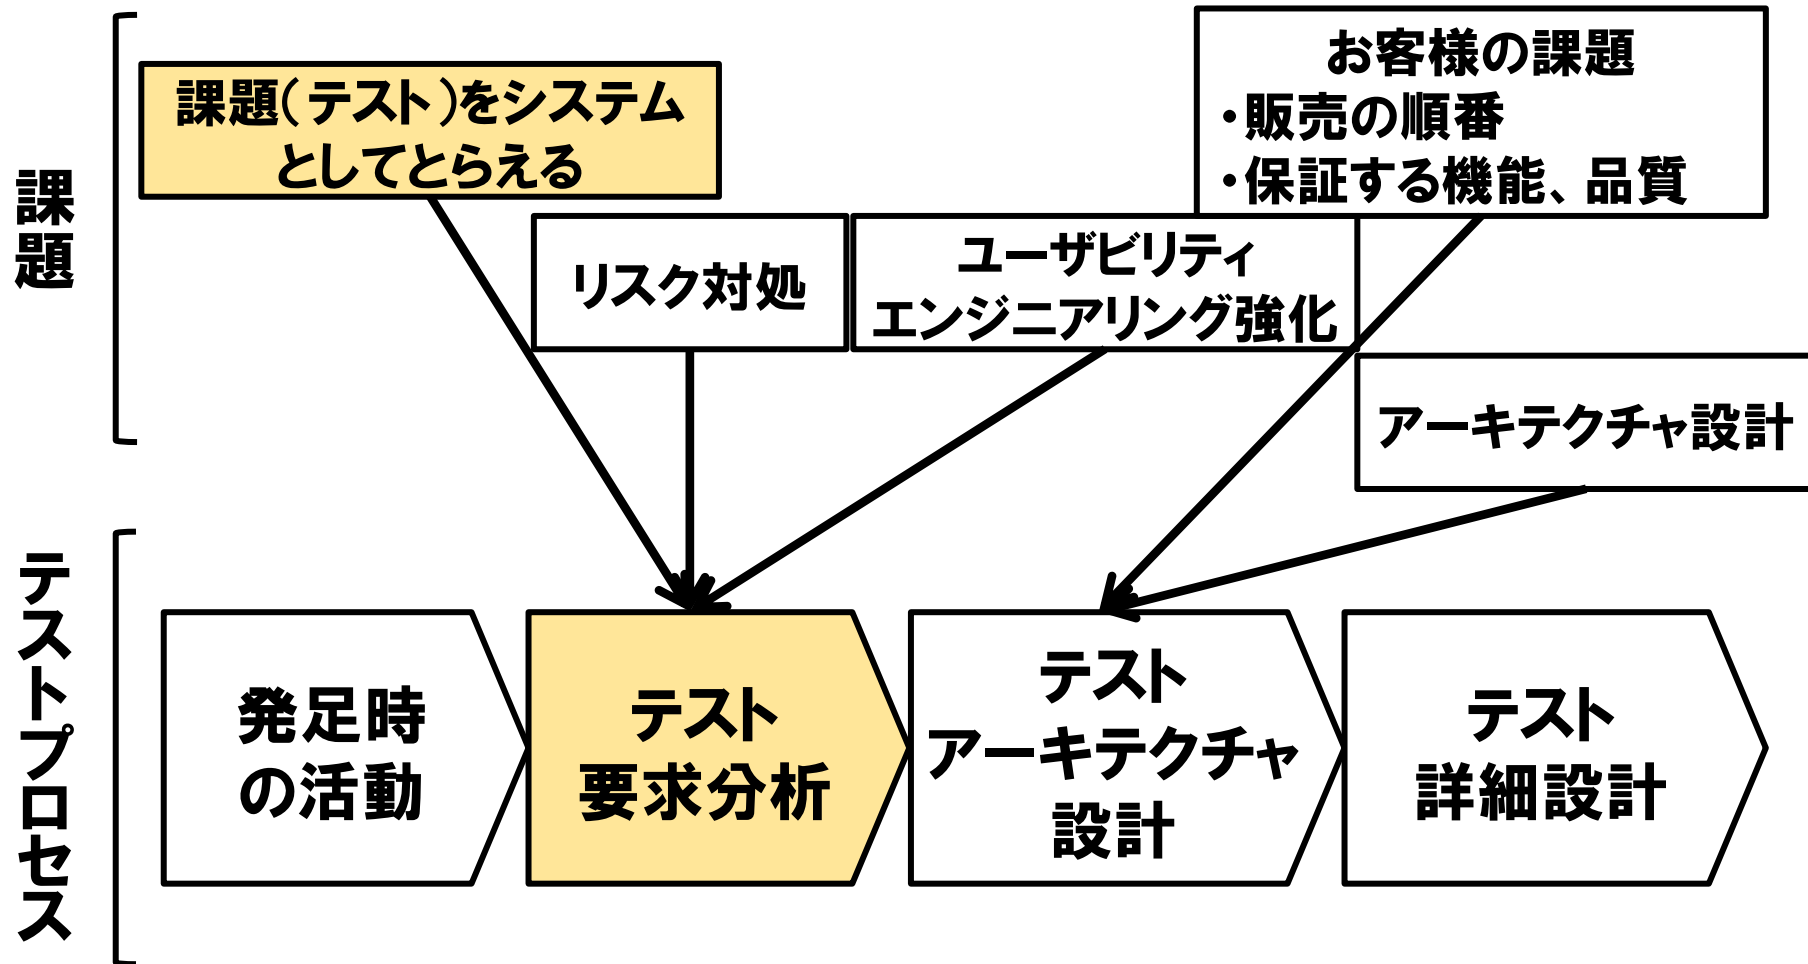 課題
課題（テスト）をシステム
としてとらえる
リスク対処
ユーザビリティ
エンジニアリング強化
お客様の課題
・販売の順番
・保証する機能、品質
アーキテクチャ設計
テストプロセス
発足時
の活動
テスト
要求分析
テスト
アーキテクチャ
設計
テスト
詳細設計